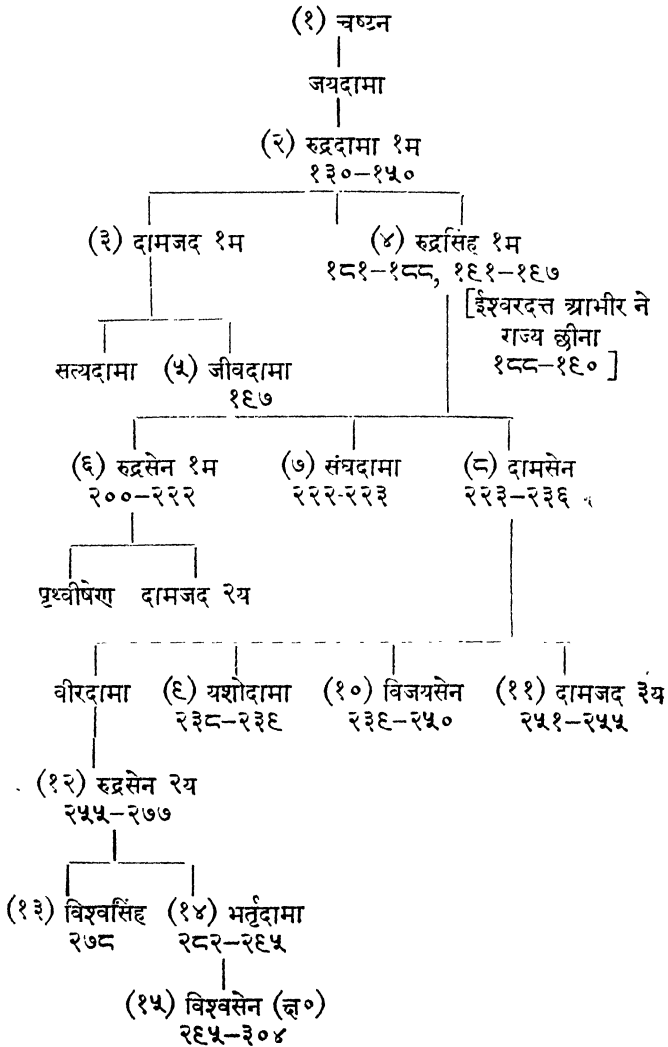 (१) चष्टन
जयदामा
(२) रुद्रदामा १म
१३०–१५०
(३) दामजद १म (४) रुद्रसिंह १म
१८१–१८८, १९१–१९७
[ईश्वरदत्त आभीर ने
राज्य छीना
१८८–१९०]
सत्यदामा (५) जीवदामा
१९७
(६) रुद्रसेन १म (७) संघदामा (८) दामसेन
२००–२२२ २२२-२२३ २२३–२३६
पृथ्वीषेण दामजद २य
वीरदामा (९) यशोदामा (१०) विजयसेन (११) दामजद ३य
२३८–२३९ २३९–२५० २५१–२५५
(१२) रुद्रसेन २य
२५५–२७७
(१३) विश्वसिंह (१४) भर्तृदामा
२७८ २८२–२९५
(१५) विश्वसेन (क्ष०)
२९५–३०४